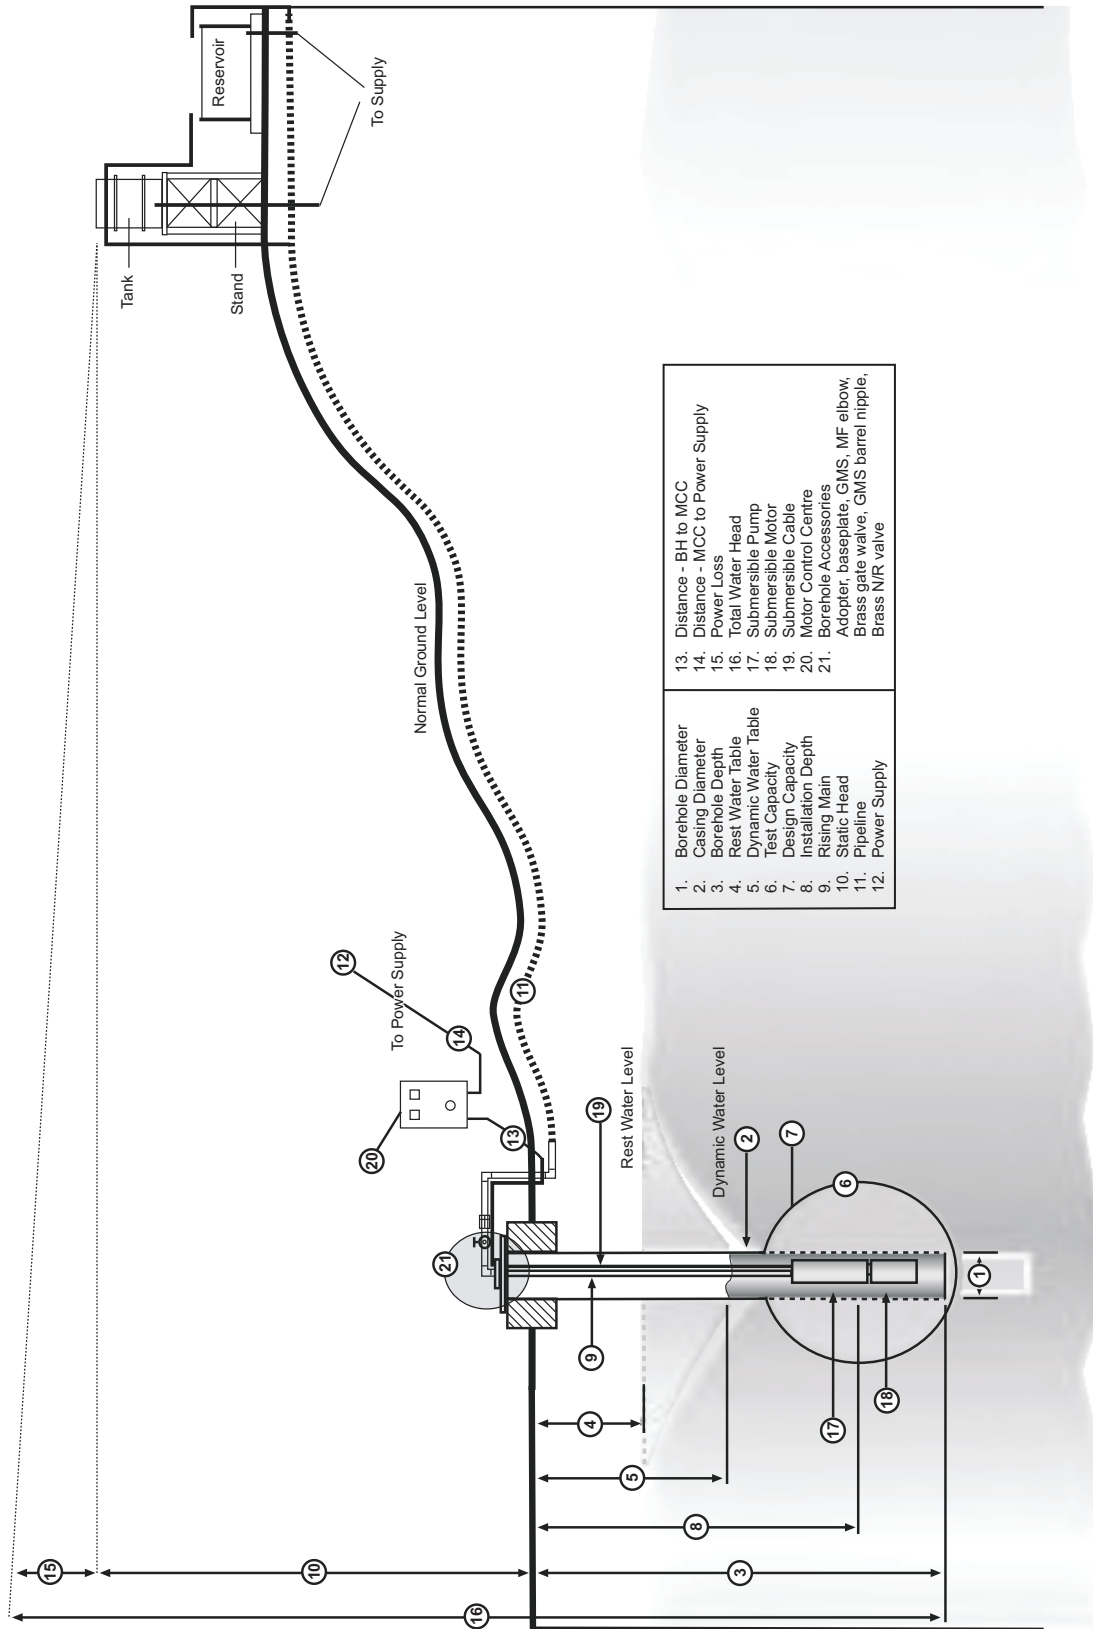 Reservoir
To Supply
Tank
Stand
Normal Ground Level
To Power Supply
Rest Water Level
Dynamic Water Level
15
10
16
3
8
5
4
9
17
18
1
6
7
2
19
21
20
13
14
12
11
1. Borehole Diameter
2. Casing Diameter
3. Borehole Depth
4. Rest Water Table
5. Dynamic Water Table
6. Test Capacity
7. Design Capacity
8. Installation Depth
9. Rising Main
10. Static Head
11. Pipeline
12. Power Supply
13. Distance - BH to MCC
14. Distance - MCC to Power Supply
15. Power Loss
16. Total Water Head
17. Submersible Pump
18. Submersible Motor
19. Submersible Cable
20. Motor Control Centre
21. Borehole Accessories
Adopter, baseplate, GMS, MF elbow,
Brass gate walve, GMS barrel nipple,
Brass N/R valve